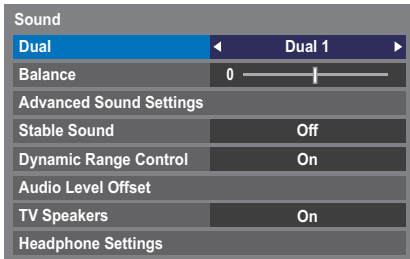 Sound
Dual Dual 1
Balance 0
Advanced Sound Settings
Stable Sound Off
Dynamic Range Control On
Audio Level Offset
TV Speakers On
Headphone Settings